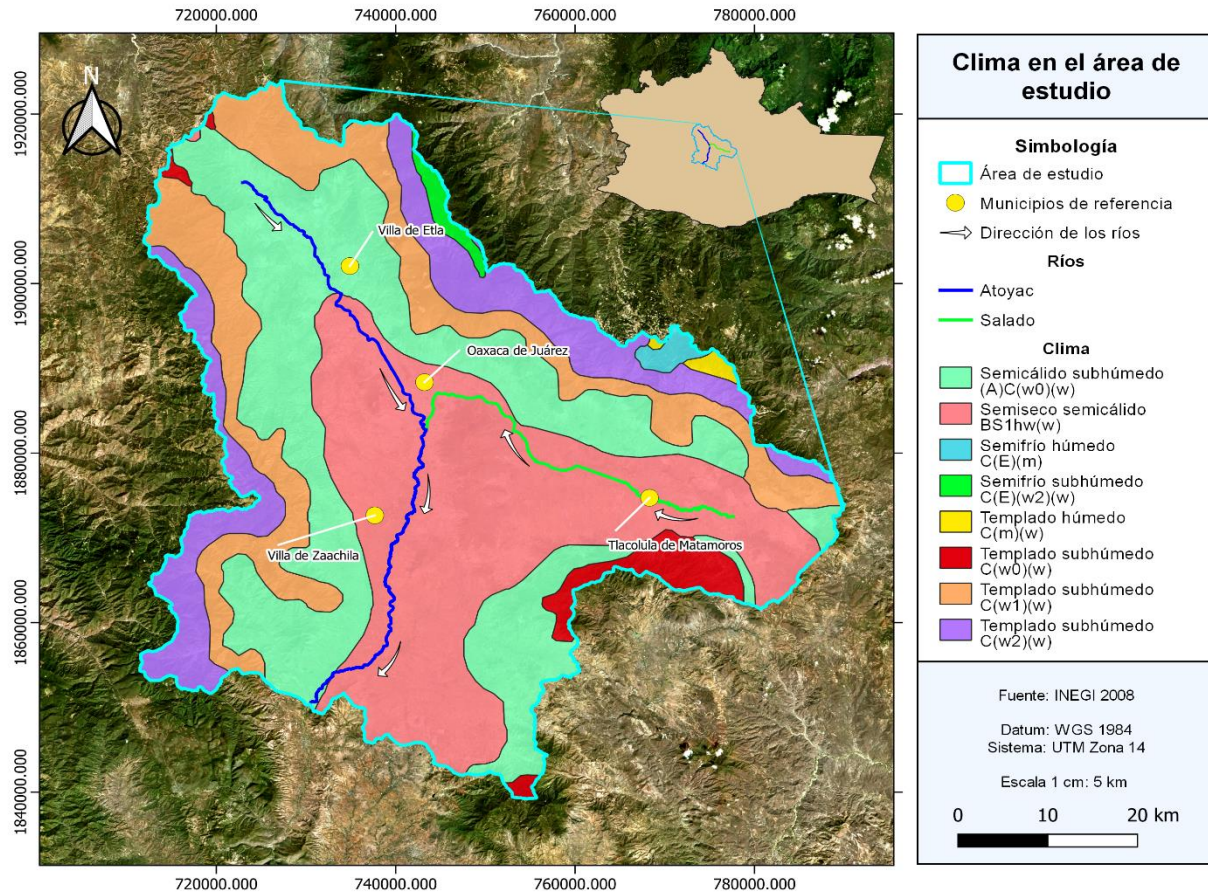 720000.000
740000.000
760000.000
780000.000
1920000.000
1900000.000
1880000.000
1860000.000
1840000.000
N
Villa de Etla
Oaxaca de Juárez
Villa de Zaachila
Tlacolula de Matamoros
720000.000
740000.000
760000.000
780000.000
Clima en el área de
estudio
Simbología
Área de estudio
Municipios de referencia
Dirección de los ríos
Ríos
Atoyac
Salado
Clima
Semicálido subhúmedo
(A)C(w0)(w)
Semiseco semicálido
BS1hw(w)
Semifrío húmedo
C(E)(m)
Semifrío subhúmedo
C(E)(w2)(w)
Templado húmedo
C(m)(w)
Templado subhúmedo
C(w0)(w)
Templado subhúmedo
C(w1)(w)
Templado subhúmedo
C(w2)(w)
Fuente: INEGI 2008
Datum: WGS 1984
Sistema: UTM Zona 14
Escala 1 cm: 5 km
0 10 20 km